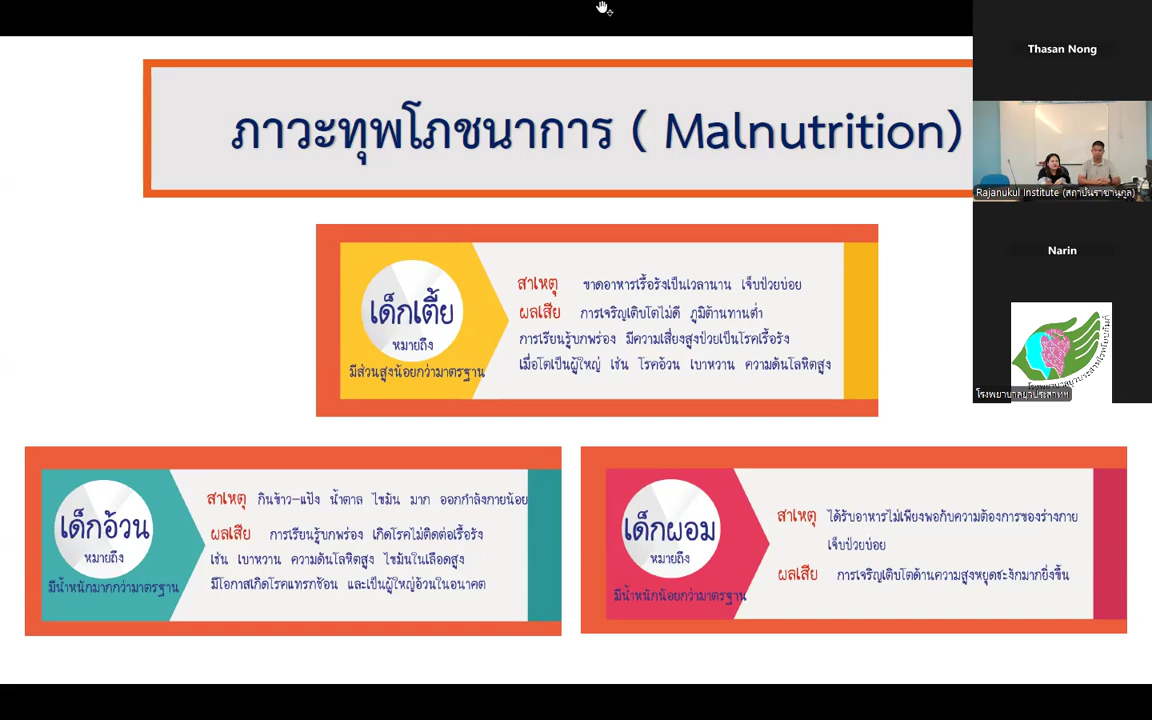 ภาวะทุพโภชนาการ ( Malnutrition)
เด็กเตี้ย
หมายถึง
มีส่วนสูงน้อยกว่ามาตรฐาน
สาเหตุ ขาดอาหารเรื้อรังเป็นเวลานาน เจ็บป่วยบ่อย
ผลเสีย การเจริญเติบโตไม่ดี ภูมิต้านทานต่ำ
การเรียนรู้บกพร่อง มีความเสี่ยงสูงป่วยเป็นโรคเรื้อรัง
เมื่อโตเป็นผู้ใหญ่ เช่น โรคอ้วน เบาหวาน ความดันโลหิตสูง
เด็กอ้วน
หมายถึง
มีน้ำหนักมากกว่ามาตรฐาน
สาเหตุ กินข้าว-แป้ง น้ำตาล ไขมัน มาก ออกกำลังกายน้อย
ผลเสีย การเรียนรู้บกพร่อง เกิดโรคไม่ติดต่อเรื้อรัง
เช่น เบาหวาน ความดันโลหิตสูง ไขมันในเลือดสูง
มีโอกาสเกิดโรคแทรกซ้อน และเป็นผู้ใหญ่อ้วนในอนาคต
เด็กผอม
หมายถึง
มีน้ำหนักน้อยกว่ามาตรฐาน
สาเหตุ ได้รับอาหารไม่เพียงพอกับความต้องการของร่างกาย
เจ็บป่วยบ่อย
ผลเสีย การเจริญเติบโตด้านความสูงหยุดชะงักมากยิ่งขึ้น
Thasan Nong
Rajanukul Institute (สถาบันราชานุกูล)
Narin
โรงพยาบาลยุวประสาทฯ